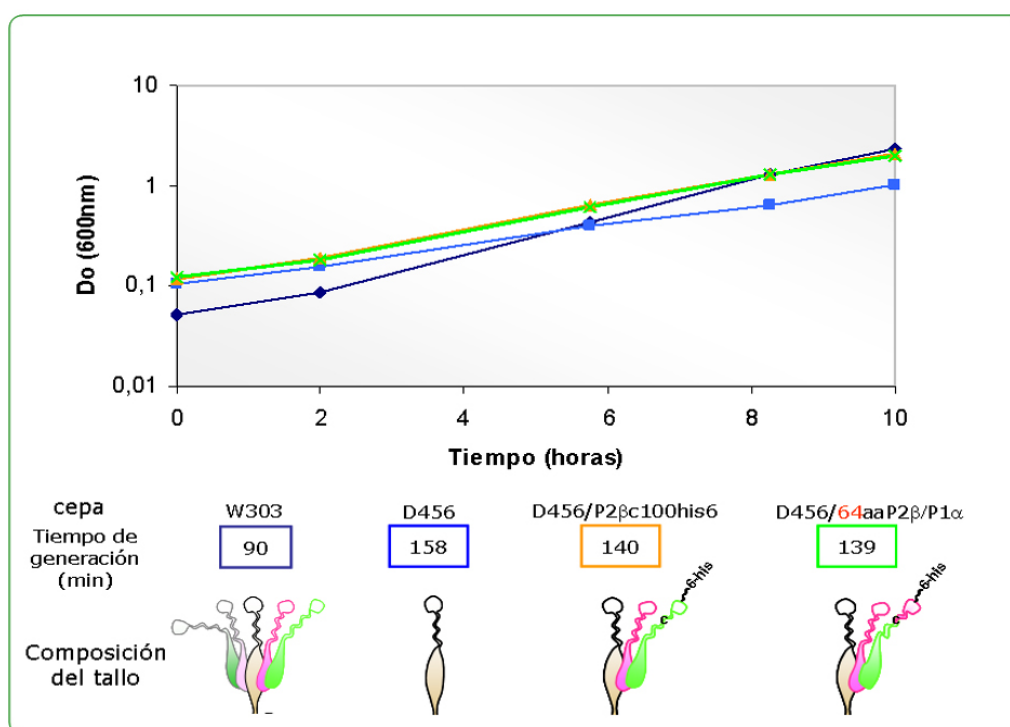 10
1
0,1
0,01
Do (600nm)
0 2 4 6 8 10
Tiempo (horas)
cepa W303 D456 D456/P2βc100his6 D456/64aaP2β/P1α
Tiempo de
generación
(min)
90 158 140 139
6-his 6-his
c c
Composición
del tallo